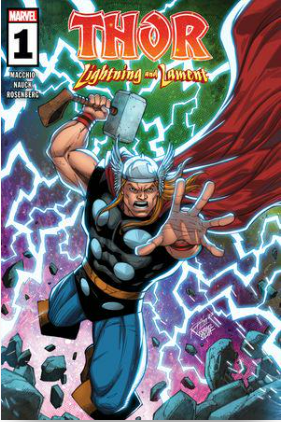 MARVEL
1
THOR
Lightning and Lament
MACCHIO
NAUCK
ROSENBERG